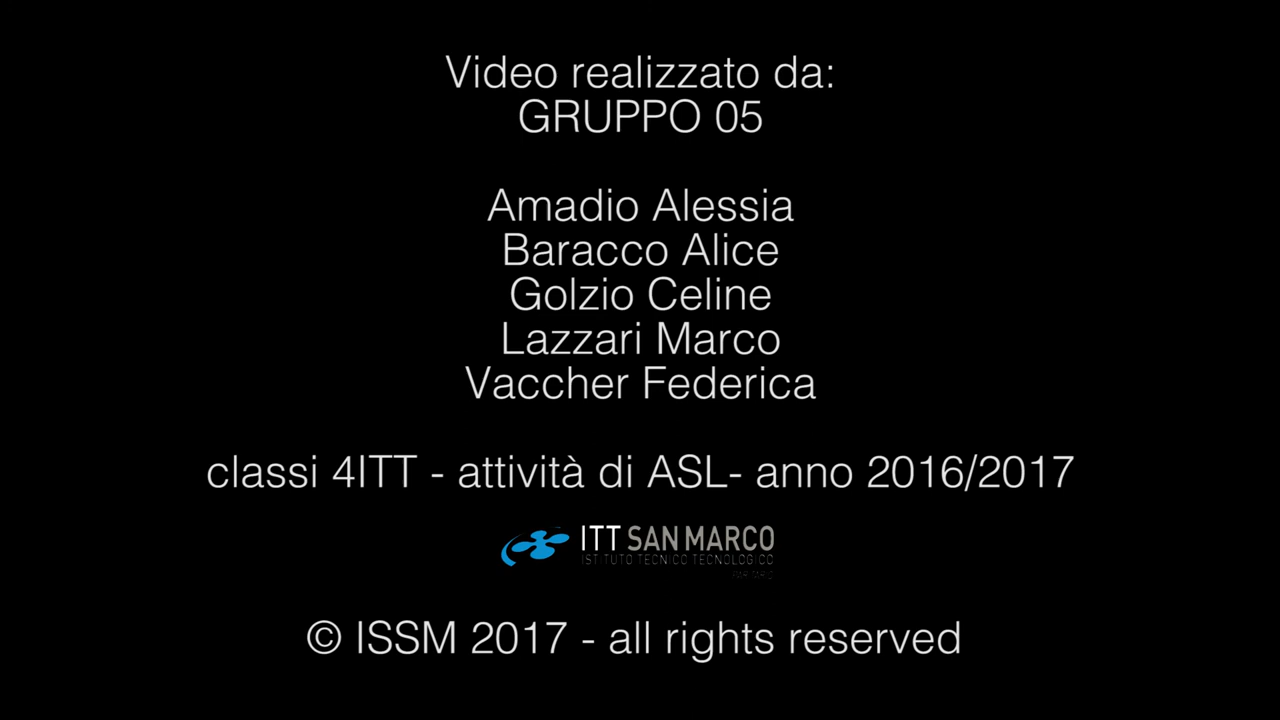 Video realizzato da:
GRUPPO 05
Amadio Alessia
Baracco Alice
Golzio Celine
Lazzari Marco
Vaccher Federica
classi 4ITT - attività di ASL- anno 2016/2017
ITT SAN MARCO
ISTITUTO TECNICO TECNOLOGICO
© ISSM 2017 - all rights reserved